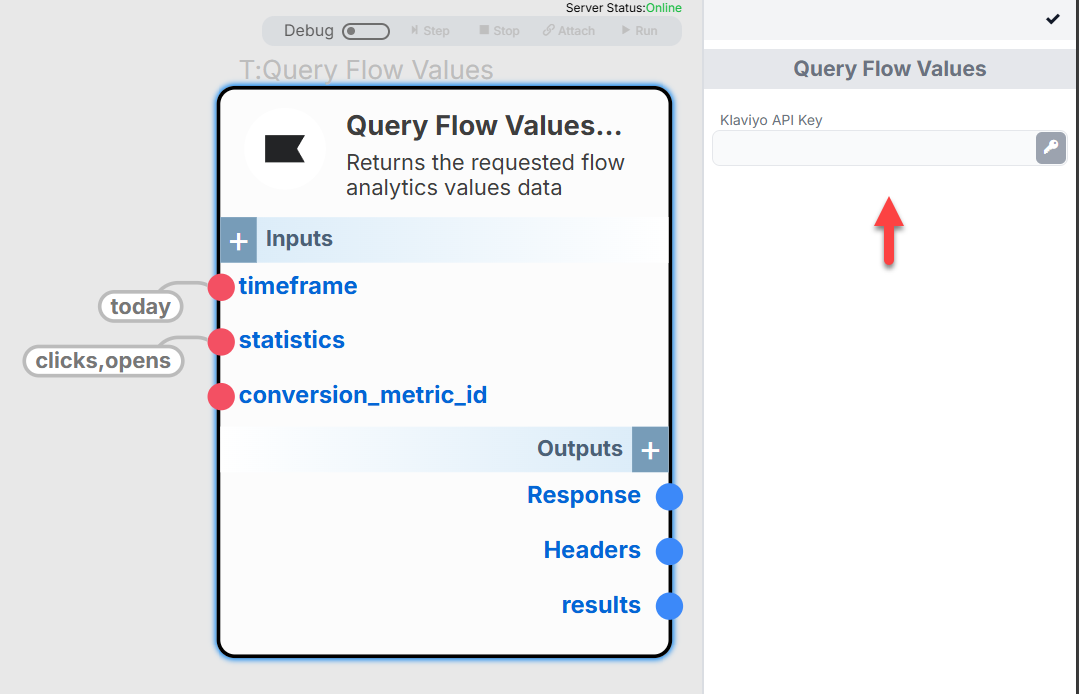 Server Status:Online
Debug Step Stop Attach Run
T:Query Flow Values
Query Flow Values...
Returns the requested flow
analytics values data
Inputs
timeframe
today
statistics
clicks,opens
conversion_metric_id
Outputs
Response
Headers
results
Query Flow Values
Klaviyo API Key